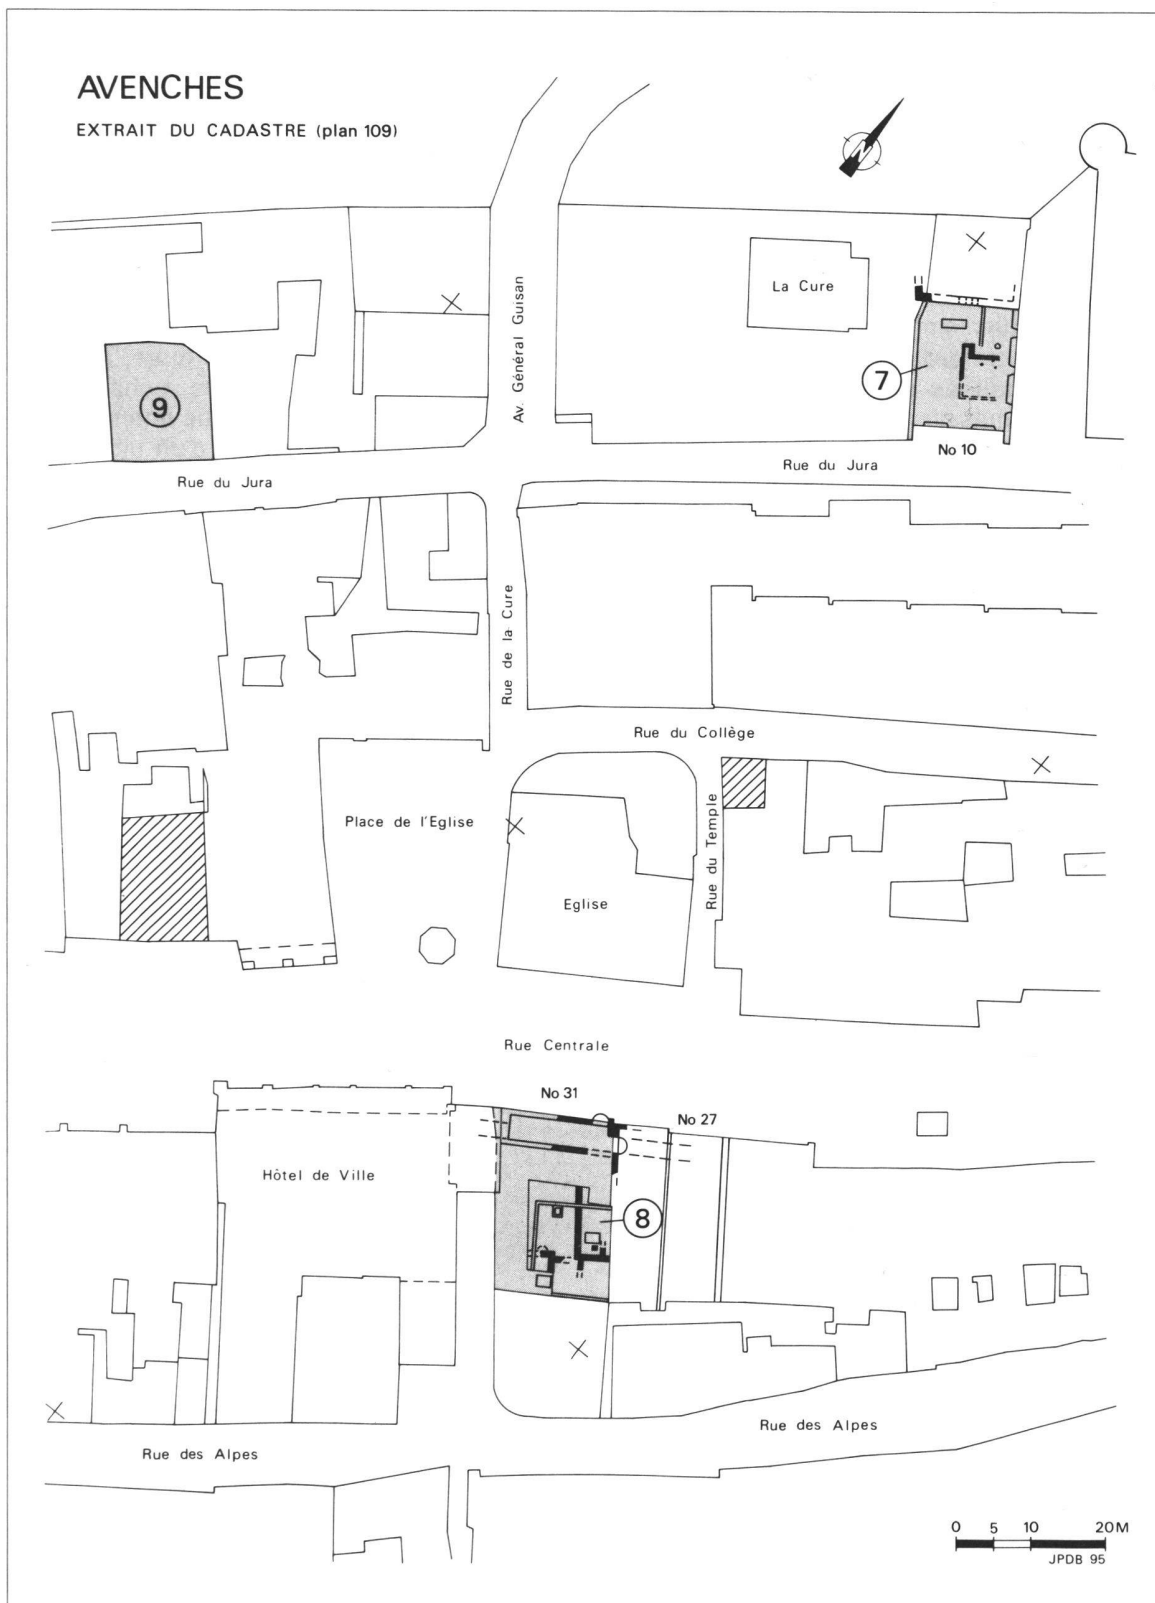 AVENCHES
EXTRAIT DU CADASTRE (plan 109)
N
La Cure
Av. Général Guisan
7
9
No 10
Rue du Jura
Rue du Jura
Rue de la Cure
Rue du Collège
Place de l'Eglise
Rue du Temple
Eglise
Rue Centrale
No 31
No 27
Hôtel de Ville
8
Rue des Alpes
Rue des Alpes
0 5 10 20M
JPDB 95